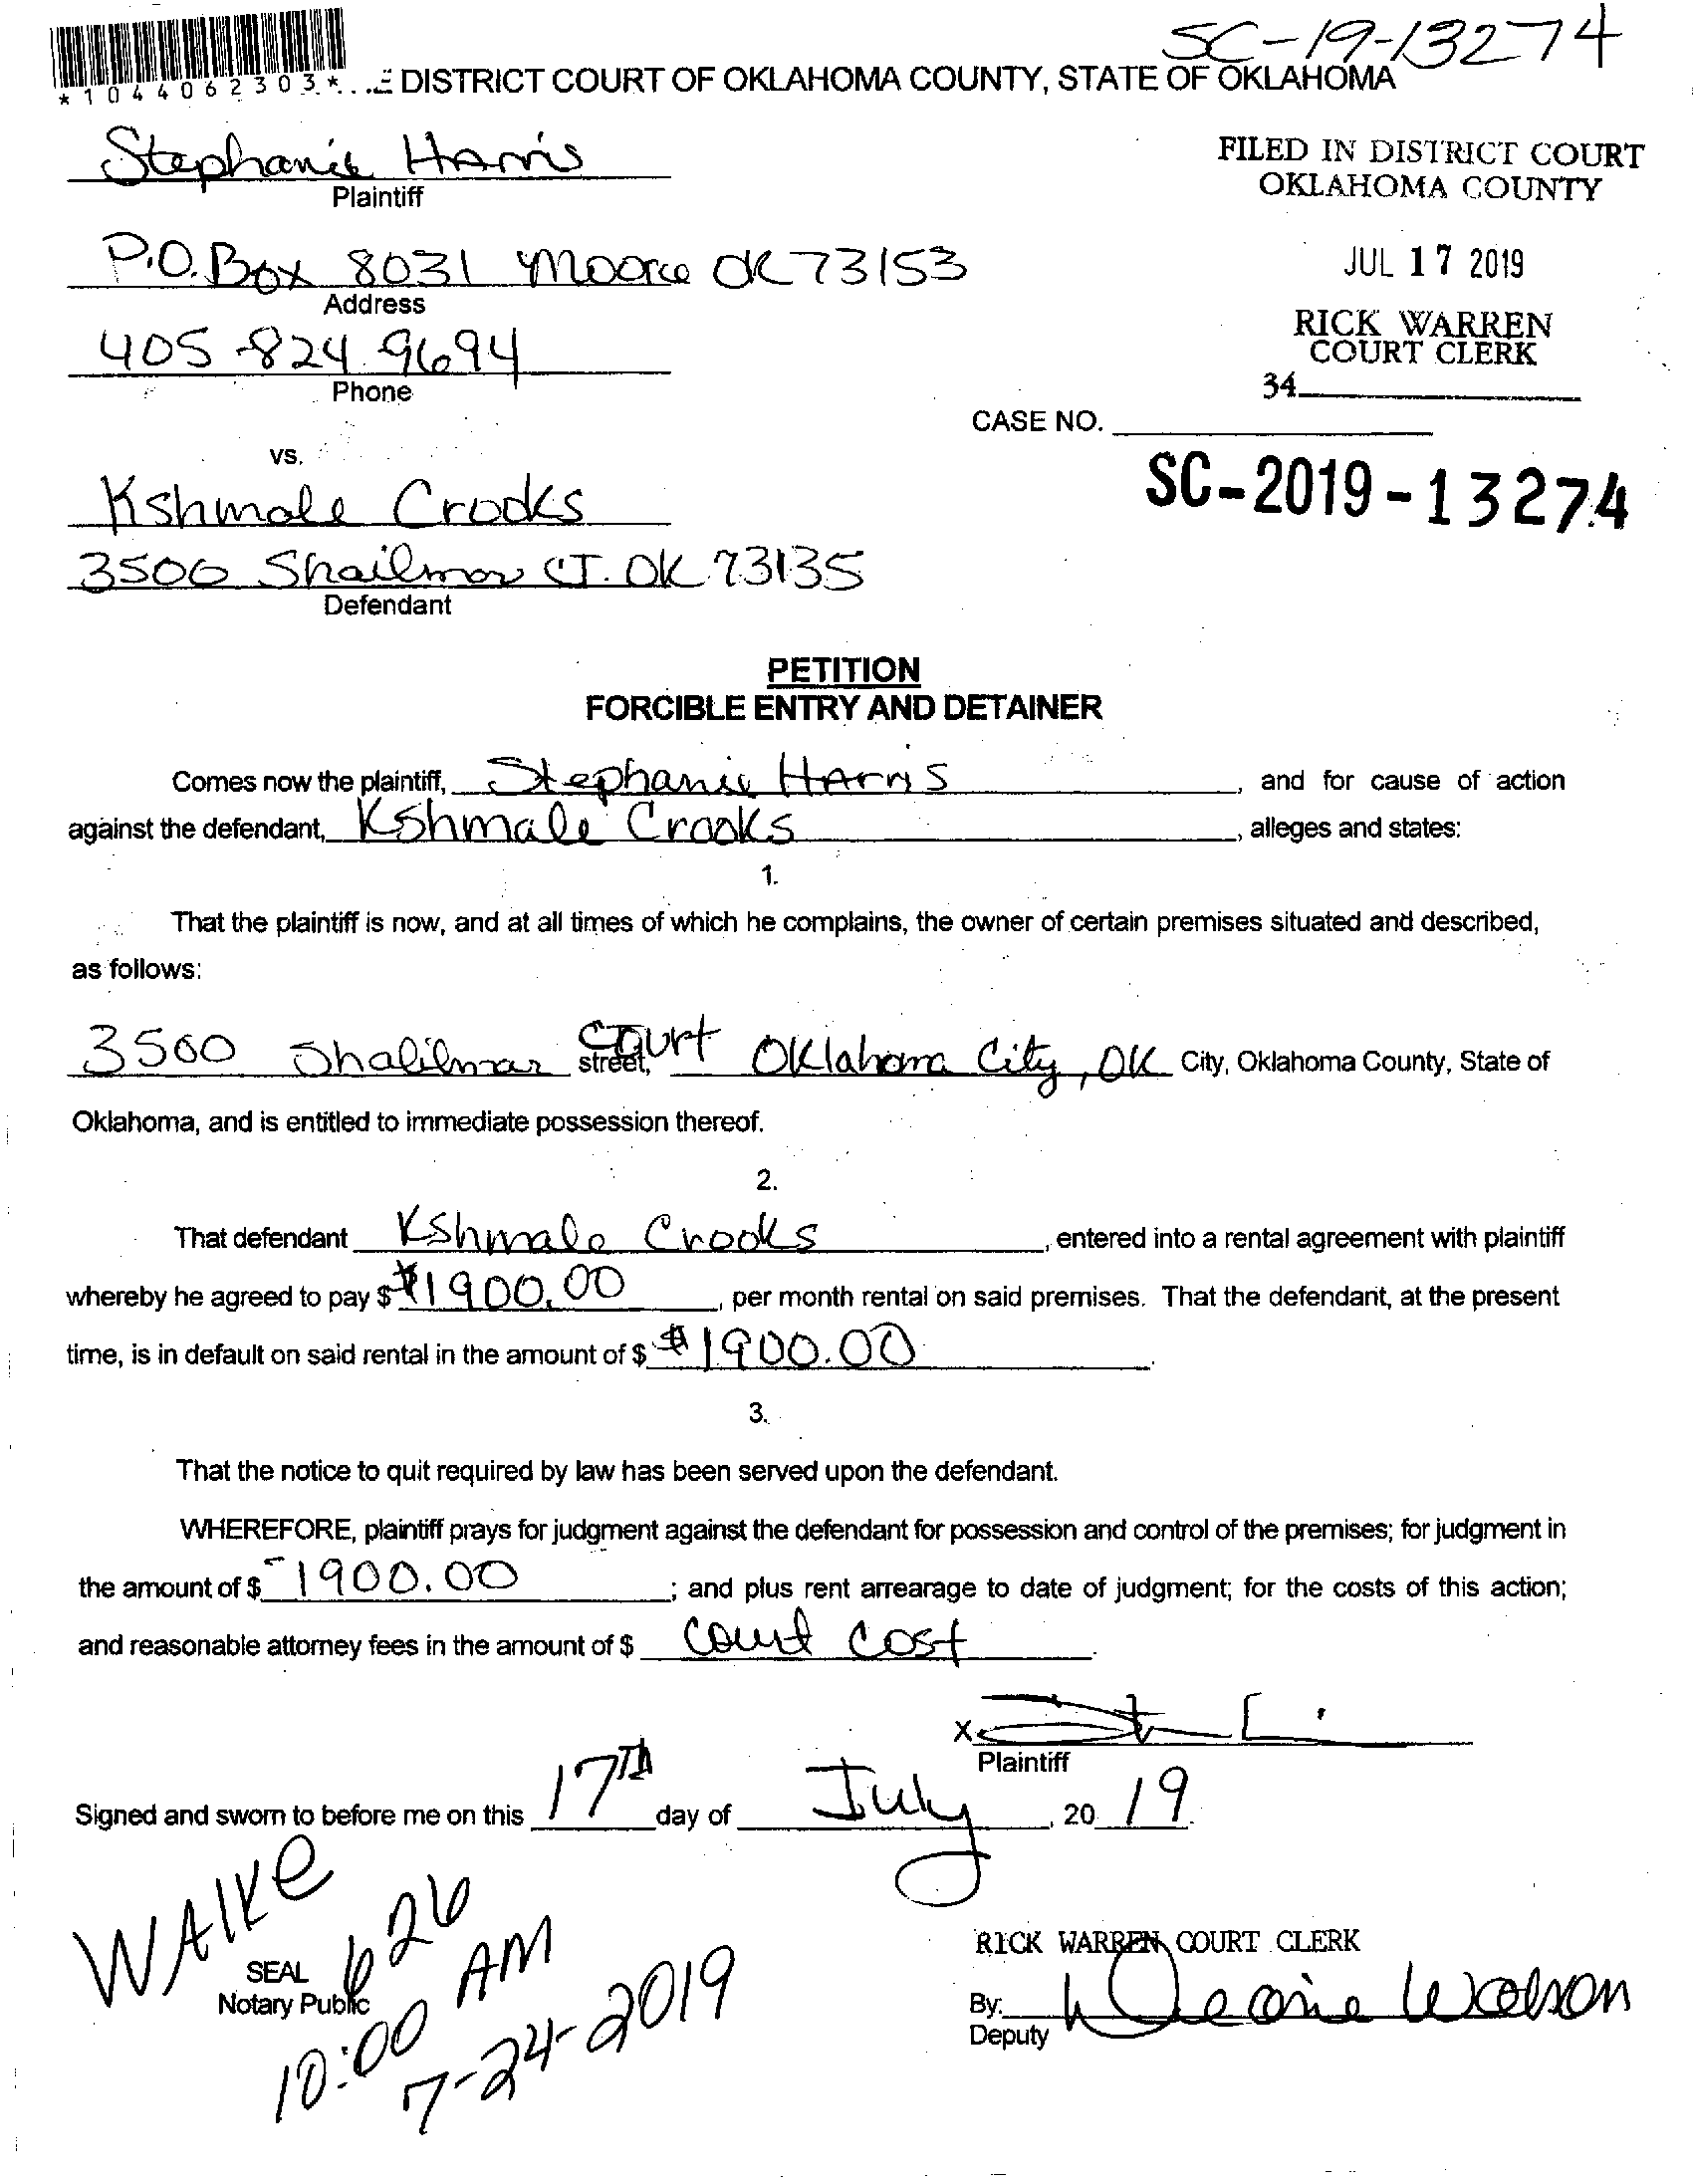 SC-19-13274
*1044062303*
DISTRICT COURT OF OKLAHOMA COUNTY, STATE OF OKLAHOMA
Stephanie Harris
Plaintiff
FILED IN DISTRICT COURT
OKLAHOMA COUNTY
P.O. Box 8031 Moore OK 73153
Address
JUL 17 2019
405-824-9694
Phone
RICK WARREN
COURT CLERK
34
CASE NO.
SC-2019-13274
vs.
Kshmale Crooks
3500 Shailmar CT. OK 73135
Defendant
PETITION
FORCIBLE ENTRY AND DETAINER
Comes now the plaintiff, Stephanie Harris, and for cause of action
against the defendant, Kshmale Crooks, alleges and states:
1.
That the plaintiff is now, and at all times of which he complains, the owner of certain premises situated and described,
as follows:
3500 Shalilmar Court street, Oklahoma City, OK City, Oklahoma County, State of
Oklahoma, and is entitled to immediate possession thereof.
2.
That defendant Kshmale Crooks, entered into a rental agreement with plaintiff
whereby he agreed to pay $ $1900.00, per month rental on said premises. That the defendant, at the present
time, is in default on said rental in the amount of $ $1900.00.
3.
That the notice to quit required by law has been served upon the defendant.
WHEREFORE, plaintiff prays for judgment against the defendant for possession and control of the premises; for judgment in
the amount of $ 1900.00; and plus rent arrearage to date of judgment; for the costs of this action;
and reasonable attorney fees in the amount of $ court cost.
X
Plaintiff
Signed and sworn to before me on this 17th day of July, 20 19.
WAlKe
626
SEAL
Notary Public
10:00 AM
7-24-2019
RICK WARREN COURT CLERK
By:
Deputy